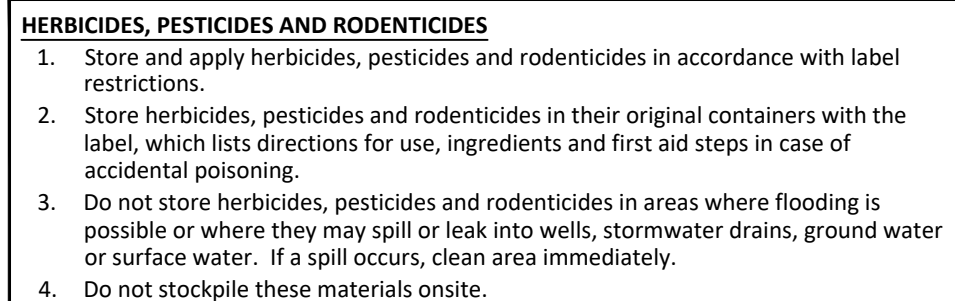 HERBICIDES, PESTICIDES AND RODENTICIDES
1. Store and apply herbicides, pesticides and rodenticides in accordance with label
restrictions.
2. Store herbicides, pesticides and rodenticides in their original containers with the
label, which lists directions for use, ingredients and first aid steps in case of
accidental poisoning.
3. Do not store herbicides, pesticides and rodenticides in areas where flooding is
possible or where they may spill or leak into wells, stormwater drains, ground water
or surface water.  If a spill occurs, clean area immediately.
4. Do not stockpile these materials onsite.